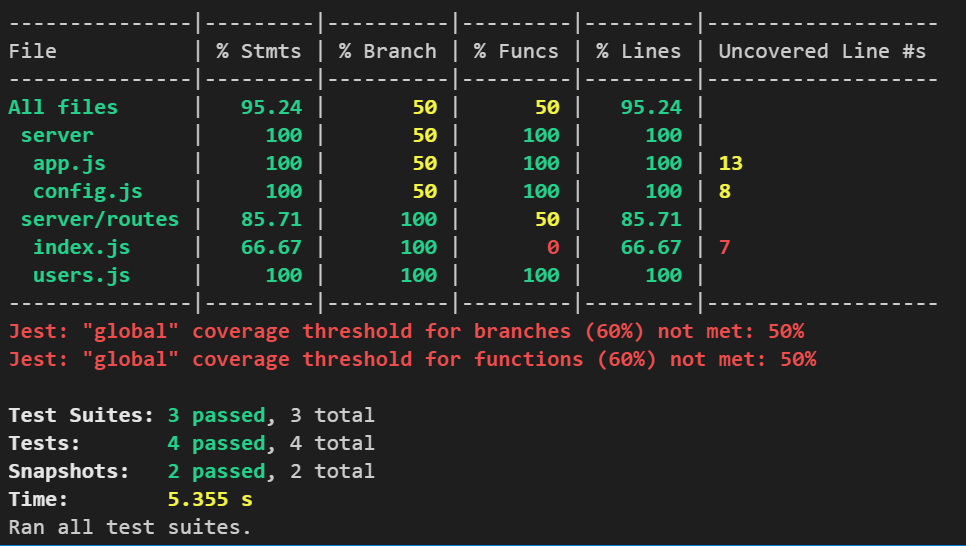 ---------------|---------|----------|---------|---------|-------------------
File           | % Stmts | % Branch | % Funcs | % Lines | Uncovered Line #s
---------------|---------|----------|---------|---------|-------------------
All files      |   95.24 |       50 |      50 |   95.24 |
 server        |     100 |       50 |     100 |     100 |
  app.js       |     100 |       50 |     100 |     100 | 13
  config.js    |     100 |       50 |     100 |     100 | 8
 server/routes |   85.71 |      100 |      50 |   85.71 |
  index.js     |   66.67 |      100 |       0 |   66.67 | 7
  users.js     |     100 |      100 |     100 |     100 |
---------------|---------|----------|---------|---------|-------------------
Jest: "global" coverage threshold for branches (60%) not met: 50%
Jest: "global" coverage threshold for functions (60%) not met: 50%

Test Suites: 3 passed, 3 total
Tests:       4 passed, 4 total
Snapshots:   2 passed, 2 total
Time:        5.355 s
Ran all test suites.